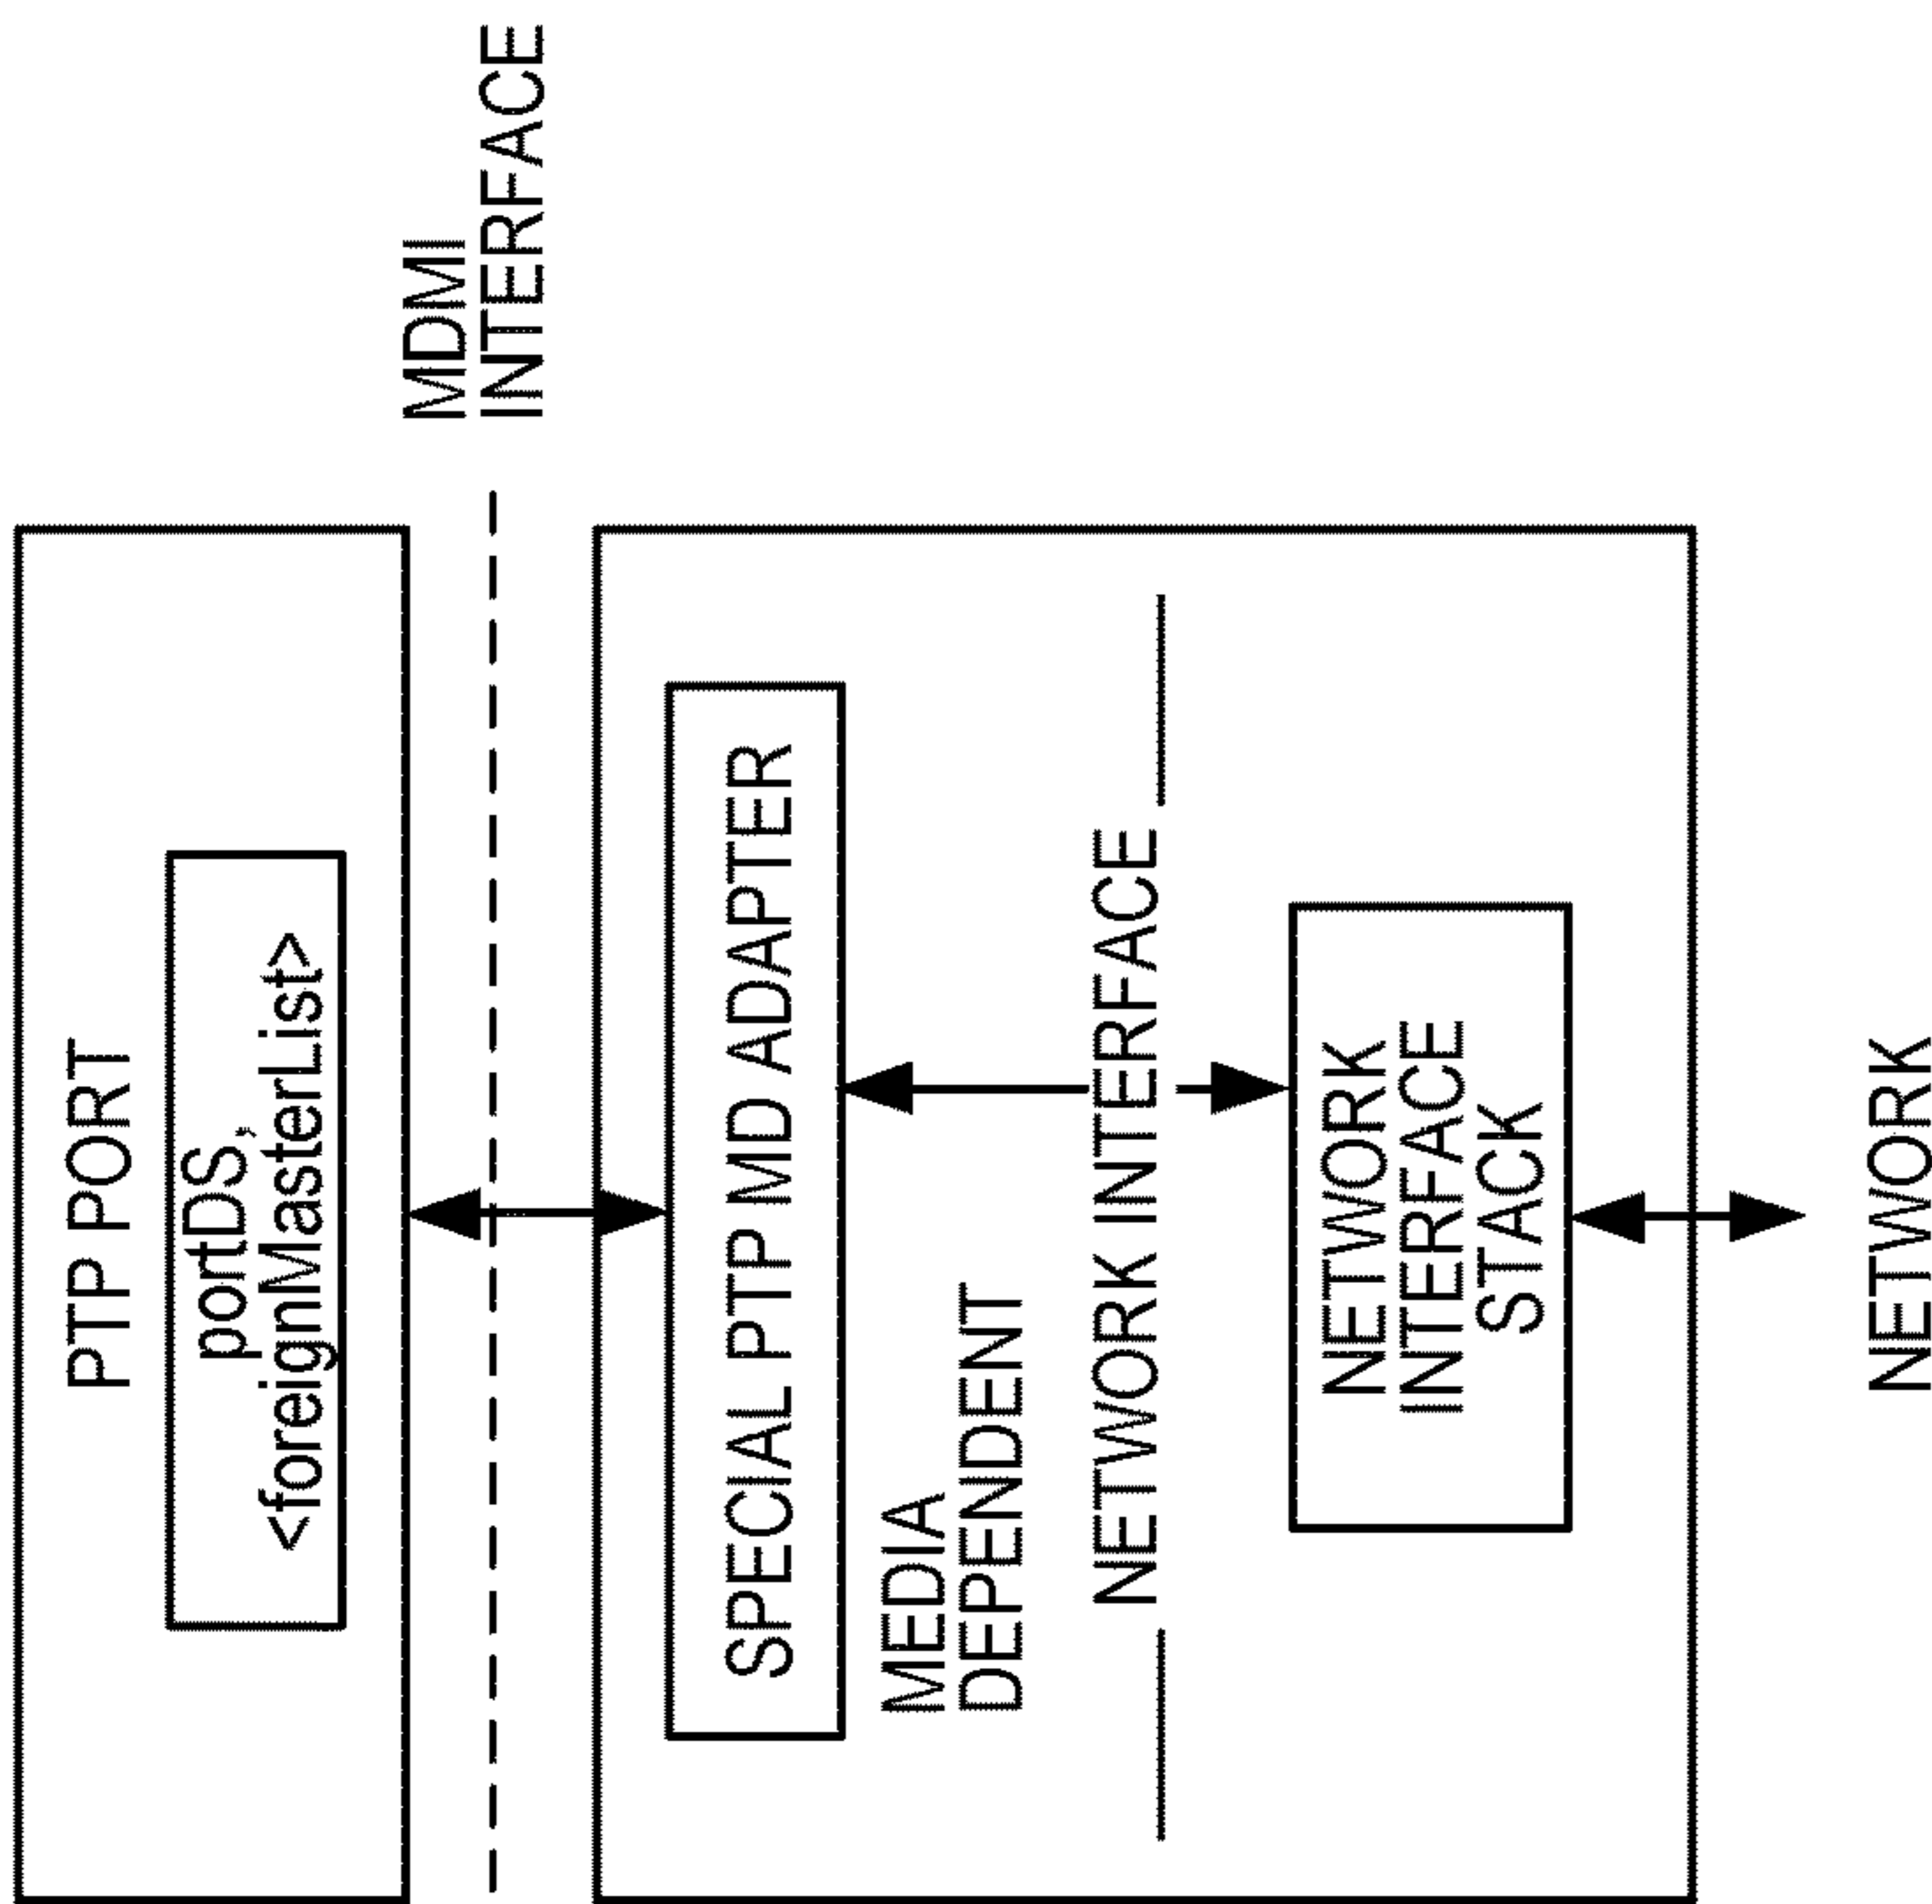 PTP PORT
portDS,
<foreignMasterList>
MDMI
INTERFACE
SPECIAL PTP MD ADAPTER
MEDIA
DEPENDENT
NETWORK INTERFACE
NETWORK
INTERFACE
STACK
NETWORK